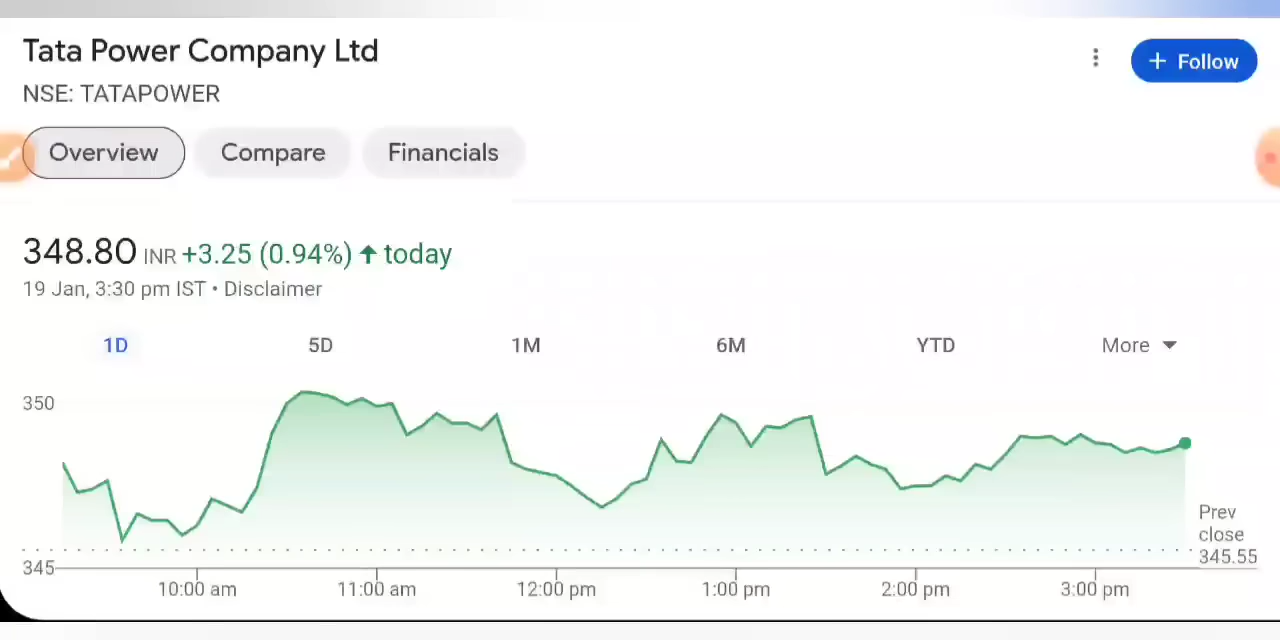 Tata Power Company Ltd
+ Follow
NSE: TATAPOWER
Overview Compare Financials
348.80 INR +3.25 (0.94%) ↑ today
19 Jan, 3:30 pm IST • Disclaimer
1D 5D 1M 6M YTD More
350
Prev
close
345.55
345
10:00 am 11:00 am 12:00 pm 1:00 pm 2:00 pm 3:00 pm